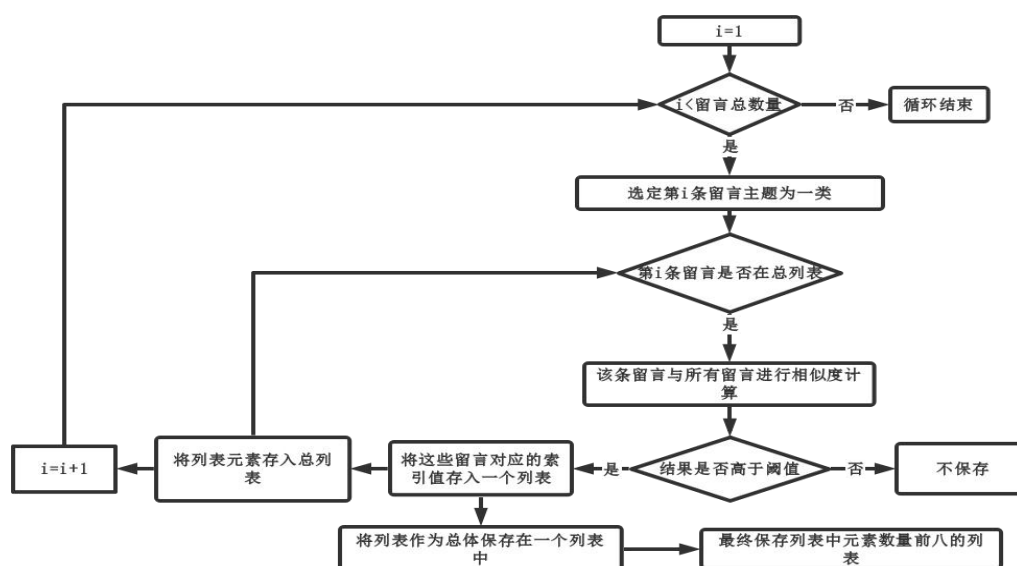 i=1
i<留言总数量
否
循环结束
是
选定第i条留言主题为一类
第i条留言是否在总列表
是
该条留言与所有留言进行相似度计
算
i=i+1
将列表元素存入总列
表
将这些留言对应的索
引值存入一个列表
是
结果是否高于阈值
否
不保存
将列表作为总体保存在一个列表
中
最终保存列表中元素数量前八的列
表